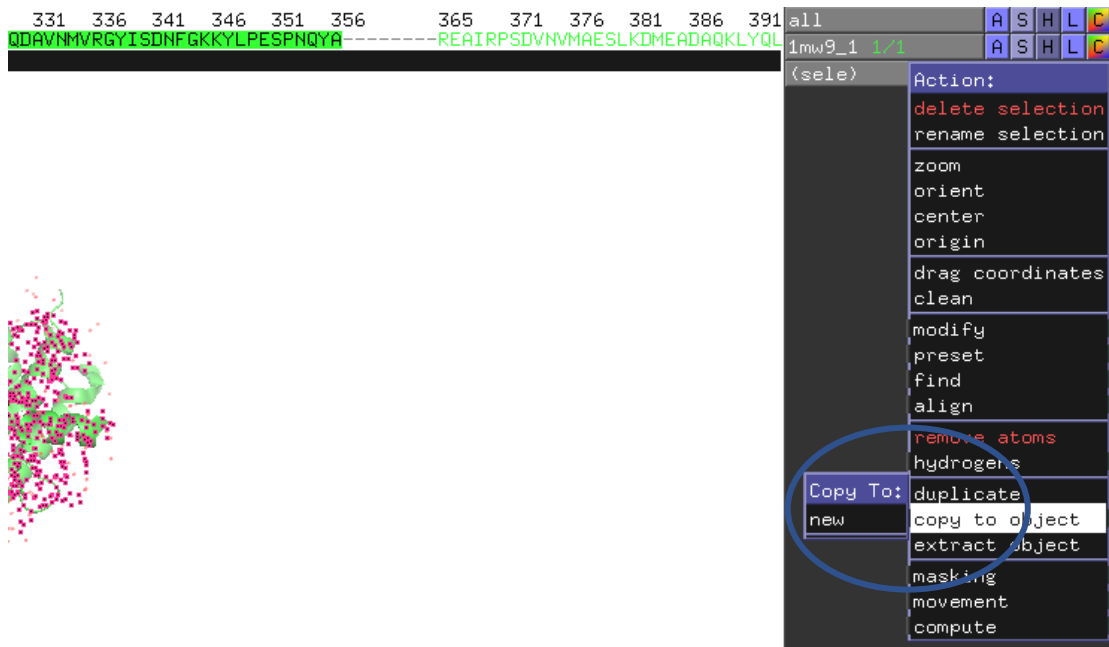 331 336 341 346 351 356 365 371 376 381 386 391
QDAVNMVRGYISDNFGKKYLPESPNQYA--------REAIRPSDVNVMAESLKDMEADAQKLYQL
all A S H L C
1mw9_1 1/1 A S H L C
(sele)
Action:
delete selection
rename selection
zoom
orient
center
origin
drag coordinates
clean
modify
preset
find
align
remove atoms
hydrogens
duplicate
copy to object
extract object
masking
movement
compute
Copy To:
new